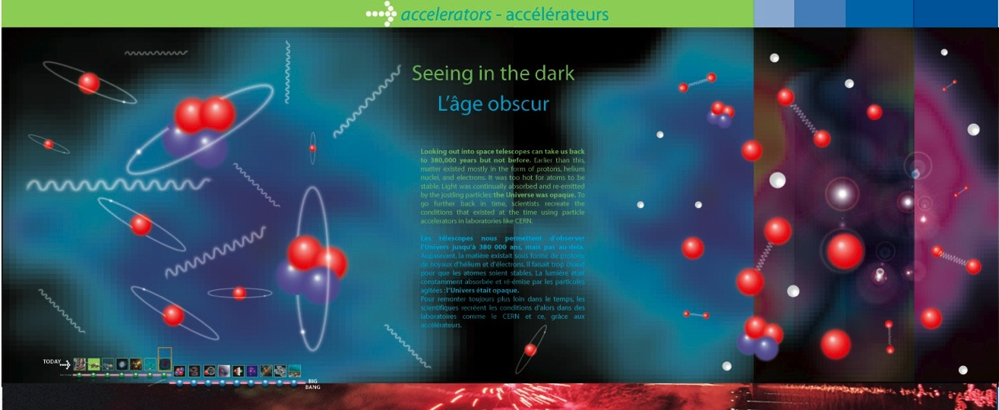 accelerators - accélérateurs
Seeing in the dark
L'âge obscur
Looking out into space telescopes can take us back
to 380,000 years but not before. Earlier than this,
matter existed mostly in the form of protons, helium
nuclei, and electrons. It was too hot for atoms to be
stable. Light was continually absorbed and re-emitted
by the jostling particles: the Universe was opaque. To
go further back in time, scientists recreate the
conditions that existed at the time using particle
accelerators in laboratories like CERN.
Les télescopes nous permettent d'observer
l'Univers jusqu'à 380 000 ans, mais pas au-delà.
Auparavant, la matière existait sous forme de protons,
de noyaux d'hélium et d'électrons. Il faisait trop chaud
pour que les atomes soient stables. La lumière était
constamment absorbée et ré-émise par les particules
agitées : l'Univers était opaque.
Pour remonter toujours plus loin dans le temps, les
scientifiques recréent les conditions d'alors dans des
laboratoires comme le CERN et ce, grâce aux
accélérateurs.
TODAY
BIG
BANG